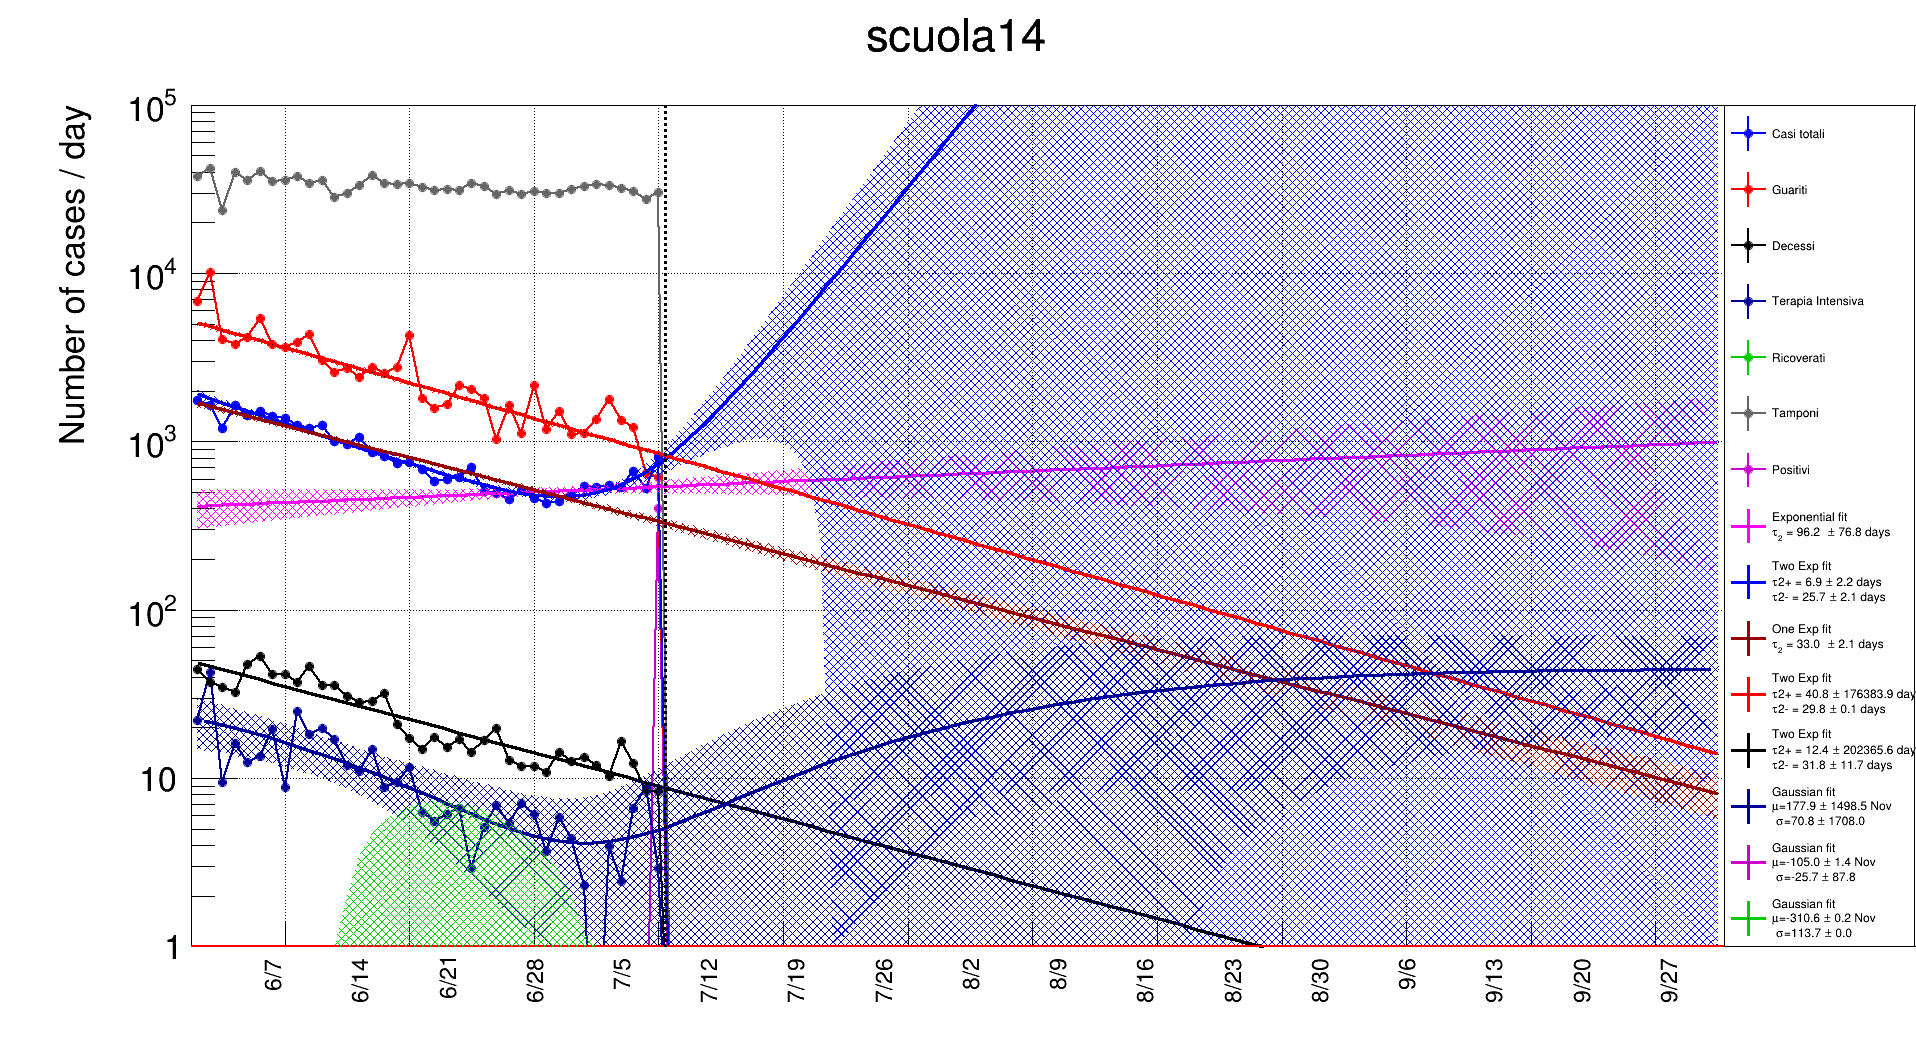 scuola14
Number of cases / day
10^5
10^4
10^3
10^2
10
1
6/7
6/14
6/21
6/28
7/5
7/12
7/19
7/26
8/2
8/9
8/16
8/23
8/30
9/6
9/13
9/20
9/27
Casi totali
Guariti
Decessi
Terapia Intensiva
Ricoverati
Tamponi
Positivi
Exponential fit
τ2 = 96.2 ± 76.8 days
Two Exp fit
τ2+ = 6.9 ± 2.2 days
τ2- = 25.7 ± 2.1 days
One Exp fit
τ2 = 33.0 ± 2.1 days
Two Exp fit
τ2+ = 40.8 ± 176383.9 day
τ2- = 29.8 ± 0.1 days
Two Exp fit
τ2+ = 12.4 ± 202365.6 day
τ2- = 31.8 ± 11.7 days
Gaussian fit
μ=177.9 ± 1498.5 Nov
σ=70.8 ± 1708.0
Gaussian fit
μ=-105.0 ± 1.4 Nov
σ=-25.7 ± 87.8
Gaussian fit
μ=-310.6 ± 0.2 Nov
σ=113.7 ± 0.0